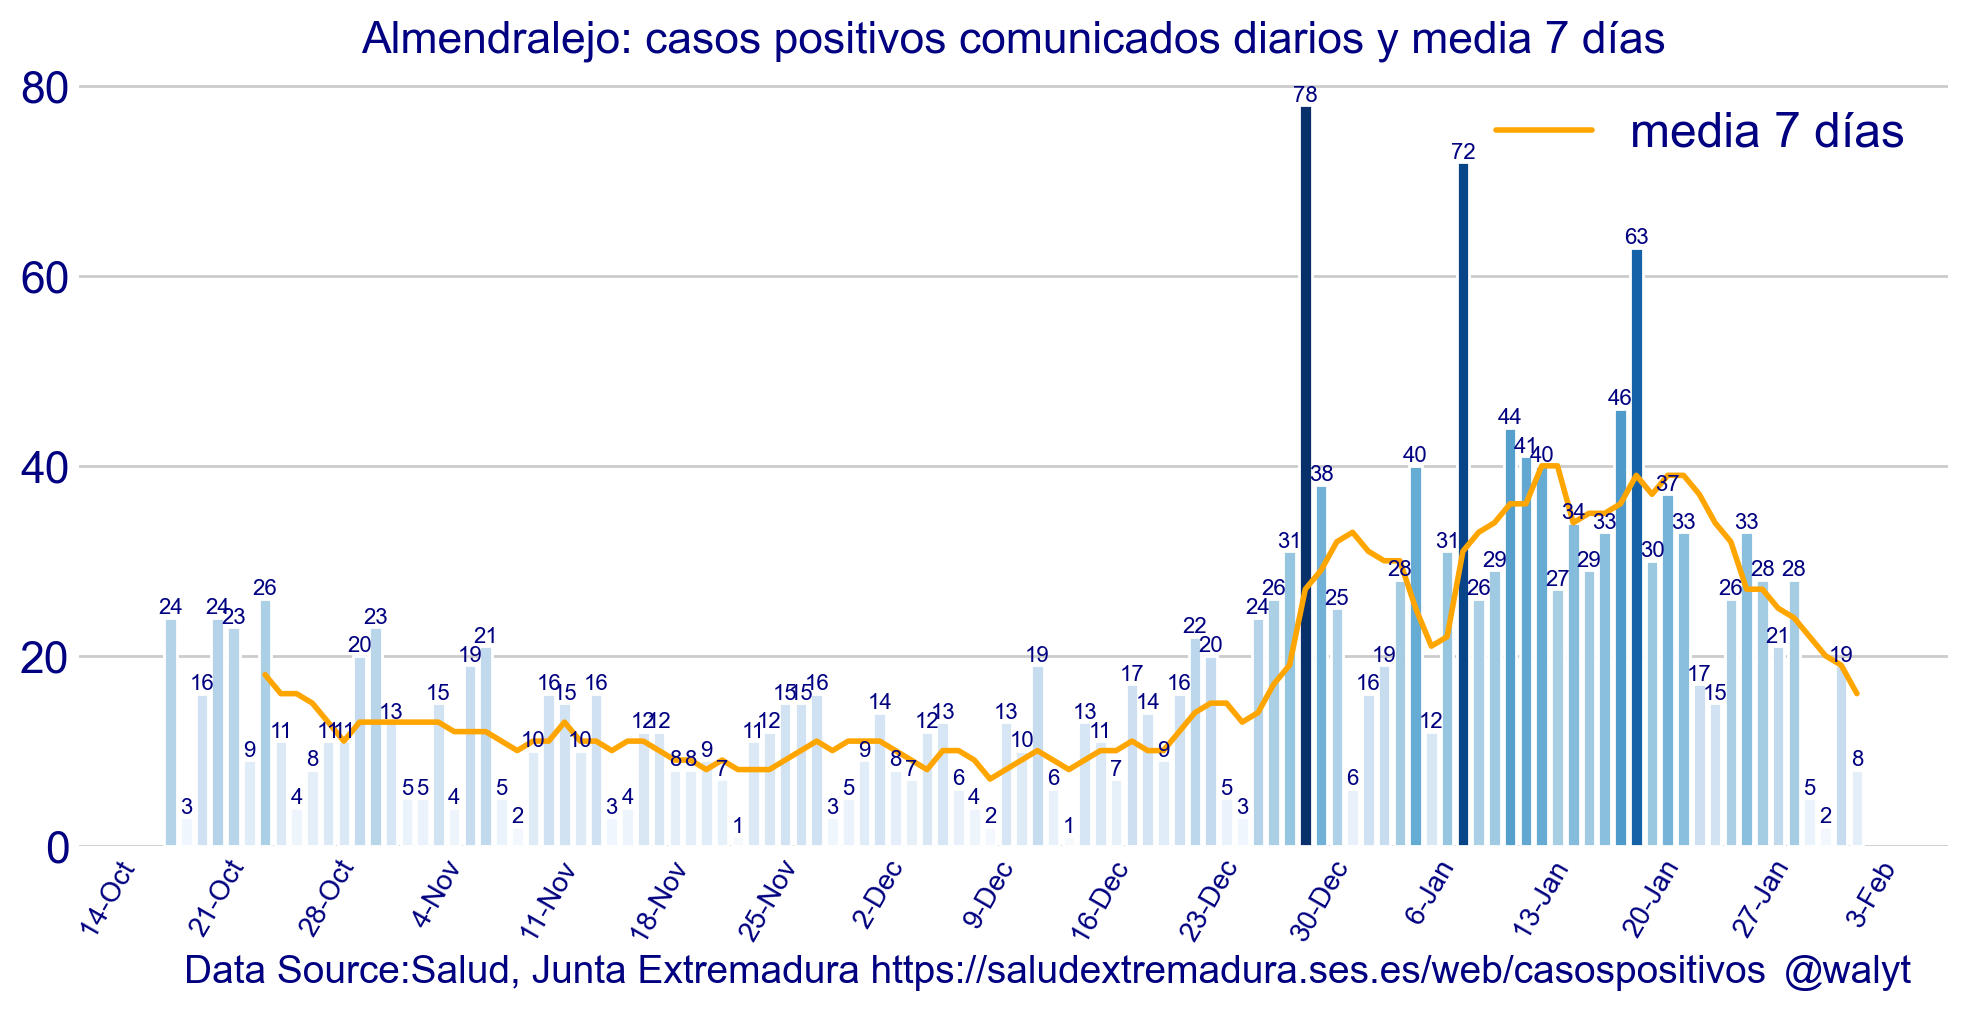 Almendralejo: casos positivos comunicados diarios y media 7 días
media 7 días
80
60
40
20
0
24 3 16 24 23 9 26 11 4 8 11 11 20 23 13 5 5 15 4 19 21 5 2 10 16 15 10 16 3 4 12 12 8 8 9 7 1 11 12 15 15 16 3 5 9 14 8 7 12 13 6 4 2 13 10 19 6 1 13 11 7 17 14 9 16 22 20 5 3 24 26 31 78 38 25 6 16 19 28 40 12 31 72 26 29 44 41 40 27 34 29 33 46 63 30 37 33 17 15 26 33 28 21 28 5 2 19 8
14-Oct 21-Oct 28-Oct 4-Nov 11-Nov 18-Nov 25-Nov 2-Dec 9-Dec 16-Dec 23-Dec 30-Dec 6-Jan 13-Jan 20-Jan 27-Jan 3-Feb
Data Source:Salud, Junta Extremadura https://saludextremadura.ses.es/web/casospositivos @walyt